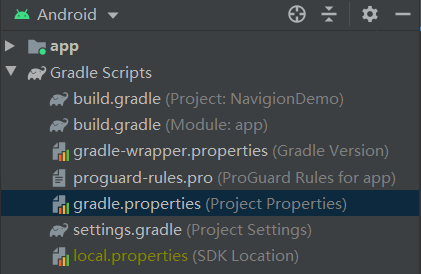 Android
app
Gradle Scripts
build.gradle (Project: NavigionDemo)
build.gradle (Module: app)
gradle-wrapper.properties (Gradle Version)
proguard-rules.pro (ProGuard Rules for app)
gradle.properties (Project Properties)
settings.gradle (Project Settings)
local.properties (SDK Location)